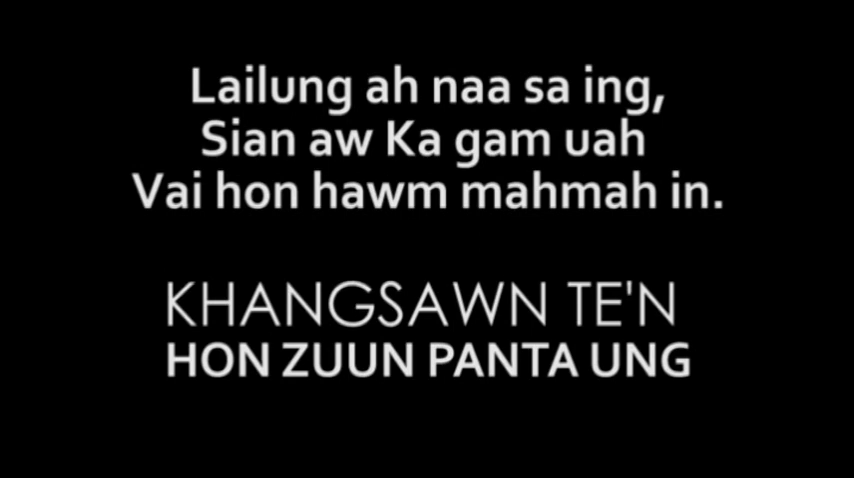 Lailung ah naa sa ing,
Sian aw Ka gam uah
Vai hon hawm mahmah in.
KHANGSAWN TE'N
HON ZUUN PANTA UNG